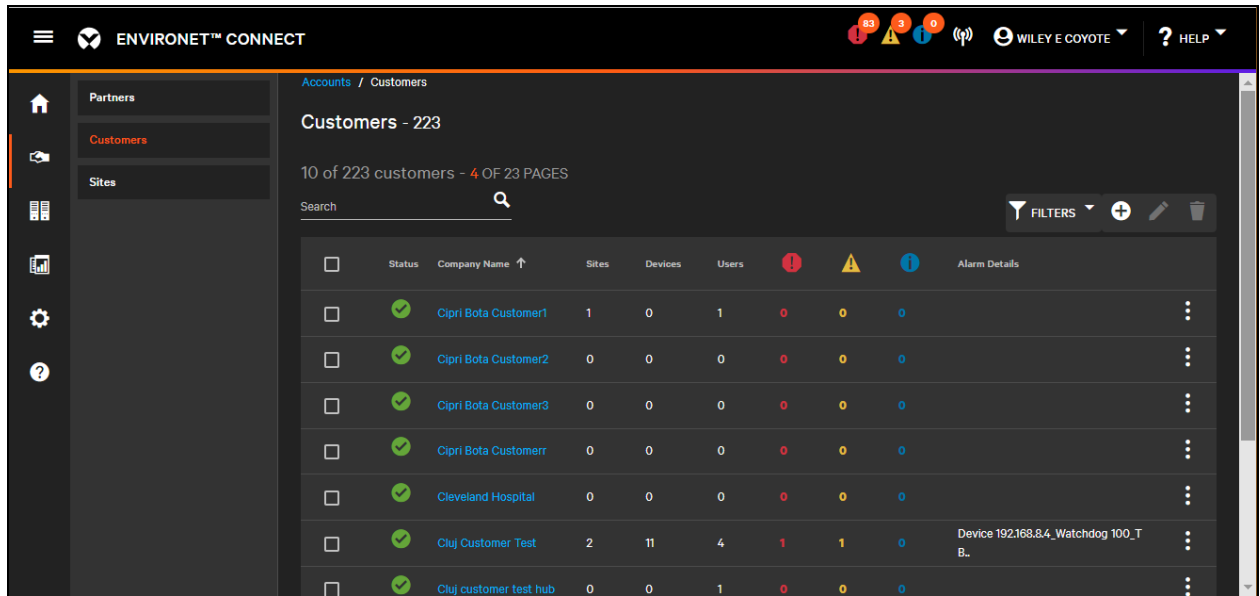 ENVIRONET™ CONNECT
83
3
0
WILEY E COYOTE
? HELP
Accounts / Customers
Partners
Customers
Sites
Customers - 223
10 of 223 customers - 4 OF 23 PAGES
Search
FILTERS
Status Company Name ↑ Sites Devices Users Alarm Details
Cipri Bota Customer1 1 0 1 0 0 0
Cipri Bota Customer2 0 0 0 0 0 0
Cipri Bota Customer3 0 0 0 0 0 0
Cipri Bota Customerr 0 0 0 0 0 0
Cleveland Hospital 0 0 0 0 0 0
Cluj Customer Test 2 11 4 1 1 0 Device 192.168.8.4_Watchdog 100_T
B..
Cluj customer test hub 0 0 1 0 0 0